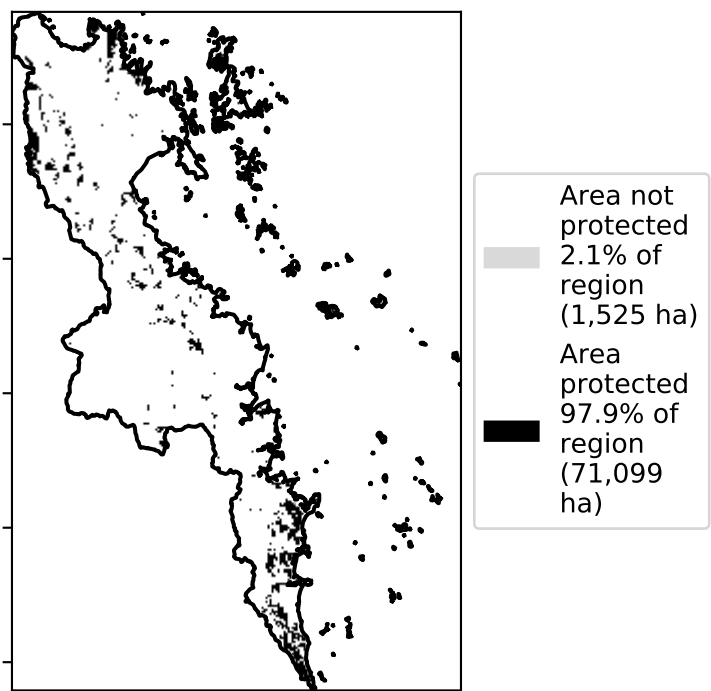 Area not
protected
2.1% of
region
(1,525 ha)
Area
protected
97.9% of
region
(71,099
ha)